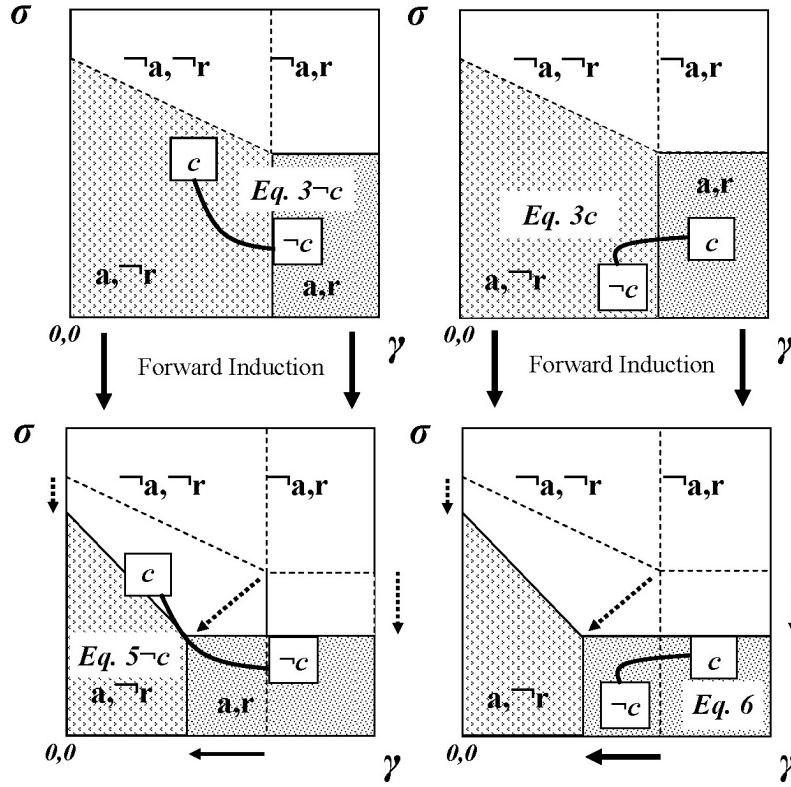 σ
σ
¬a,¬r
¬a,r
¬a,¬r
¬a,r
c
Eq. 3¬c
¬c
a,¬r
a,r
a,r
Eq. 3c
c
¬c
a,¬r
0,0
γ
0,0
γ
Forward Induction
Forward Induction
σ
σ
¬a,¬r
¬a,r
¬a,¬r
¬a,r
c
Eq. 5¬c
¬c
a,¬r
a,r
c
¬c
Eq. 6
a,¬r
0,0
γ
0,0
γ